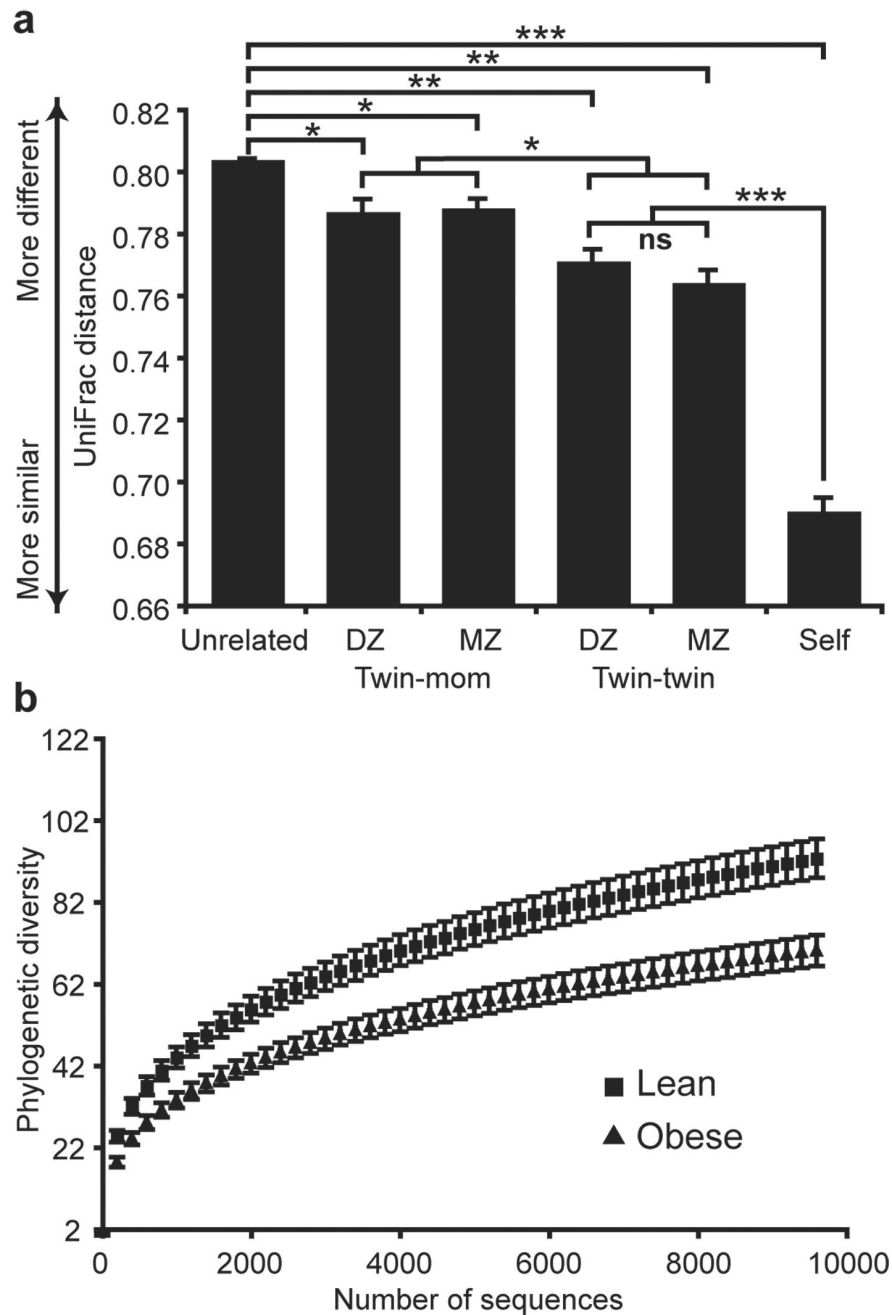 a
***
**
**
*
*
*
***
ns
More different
More similar
UniFrac distance
0.82
0.80
0.78
0.76
0.74
0.72
0.70
0.68
0.66
Unrelated DZ MZ DZ MZ Self
Twin-mom Twin-twin
b
Phylogenetic diversity
122
102
82
62
42
22
2
Lean
Obese
0 2000 4000 6000 8000 10000
Number of sequences